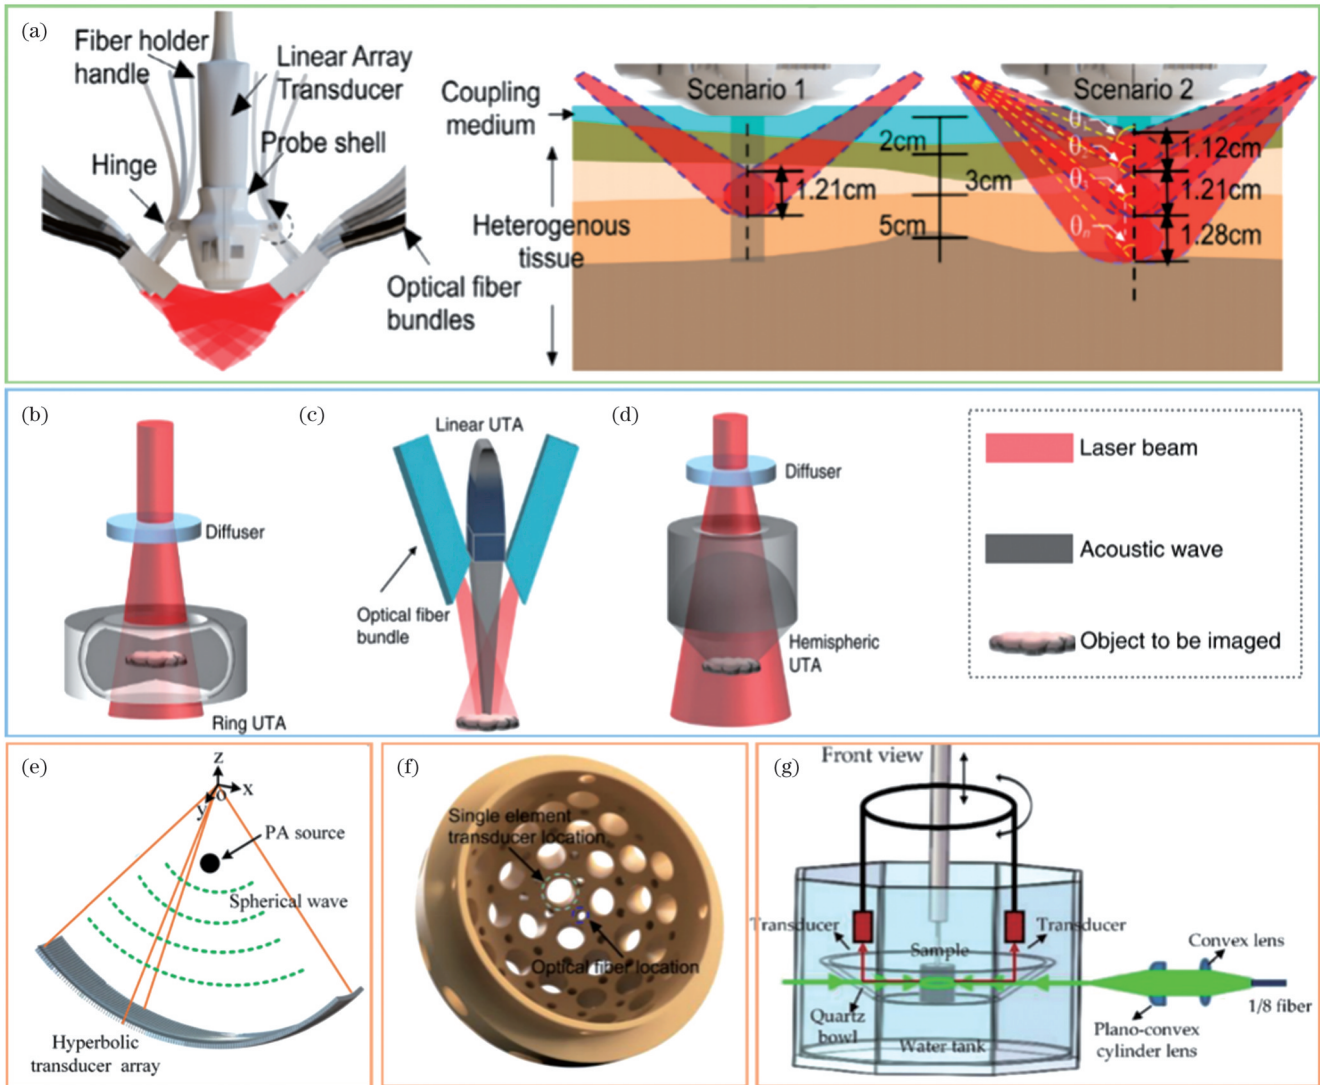 (a)
Fiber holder
handle
Linear Array
Transducer
Probe shell
Hinge
Optical fiber
bundles
Coupling
medium
Heterogenous
tissue
Scenario 1
1.21cm
2cm
3cm
5cm
Scenario 2
θ1
θ2
θ3
θn
1.12cm
1.21cm
1.28cm
(b)
Diffuser
Ring UTA
(c)
Linear UTA
Optical fiber
bundle
(d)
Diffuser
Hemispheric
UTA
Laser beam
Acoustic wave
Object to be imaged
(e)
z
x
y
o
PA source
Spherical wave
Hyperbolic
transducer array
(f)
Single element
transducer location
Optical fiber location
(g)
Front view
Transducer
Transducer
Sample
Quartz
bowl
Water tank
Convex lens
1/8 fiber
Plano-convex
cylinder lens